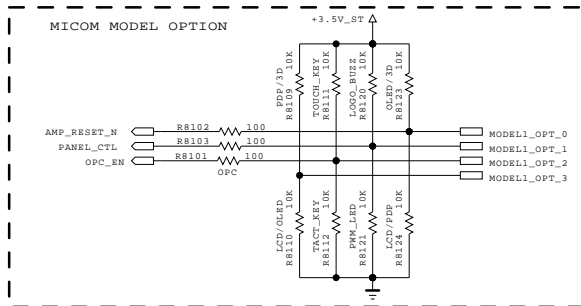 MICOM MODEL OPTION
+3.5V_ST
PDP/3D
R8109 10K
TOUCH_KEY
R8111 10K
LOGO_BUZZ
R8120 10K
OLED/3D
R8123 10K
AMP_RESET_N R8102 100 MODEL1_OPT_0
PANEL_CTL R8103 100 MODEL1_OPT_1
OPC_EN R8101 100 MODEL1_OPT_2
OPC MODEL1_OPT_3
LCD/OLED
R8110 10K
TACT_KEY
R8112 10K
PWM_LED
R8121 10K
LCD/PDP
R8124 10K